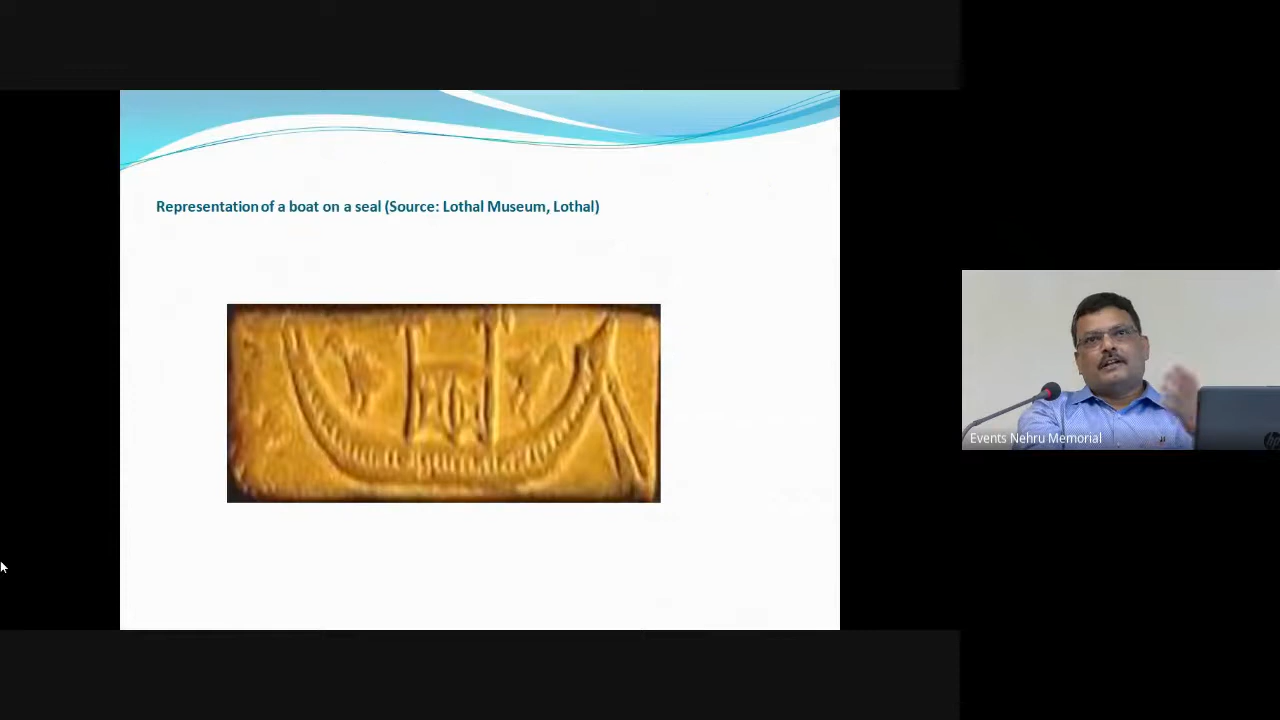 Representation of a boat on a seal (Source: Lothal Museum, Lothal)
Events Nehru Memorial